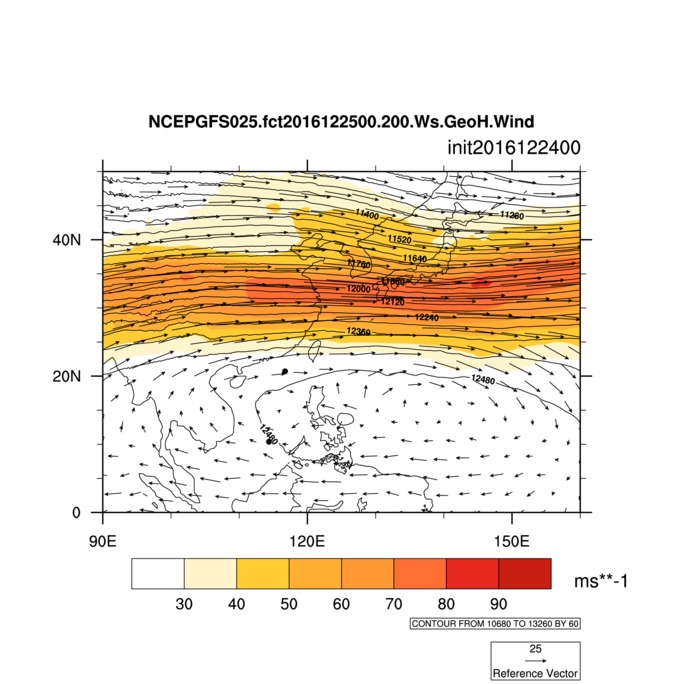 NCEPGFS025.fct2016122500.200.Ws.GeoH.Wind
init2016122400
11400
11280
40N
11520
11640
11760
11880
12000
12120
12240
12360
20N
12480
12480
0
90E 120E 150E
ms**-1
30 40 50 60 70 80 90
CONTOUR FROM 10680 TO 13260 BY 60
25
Reference Vector